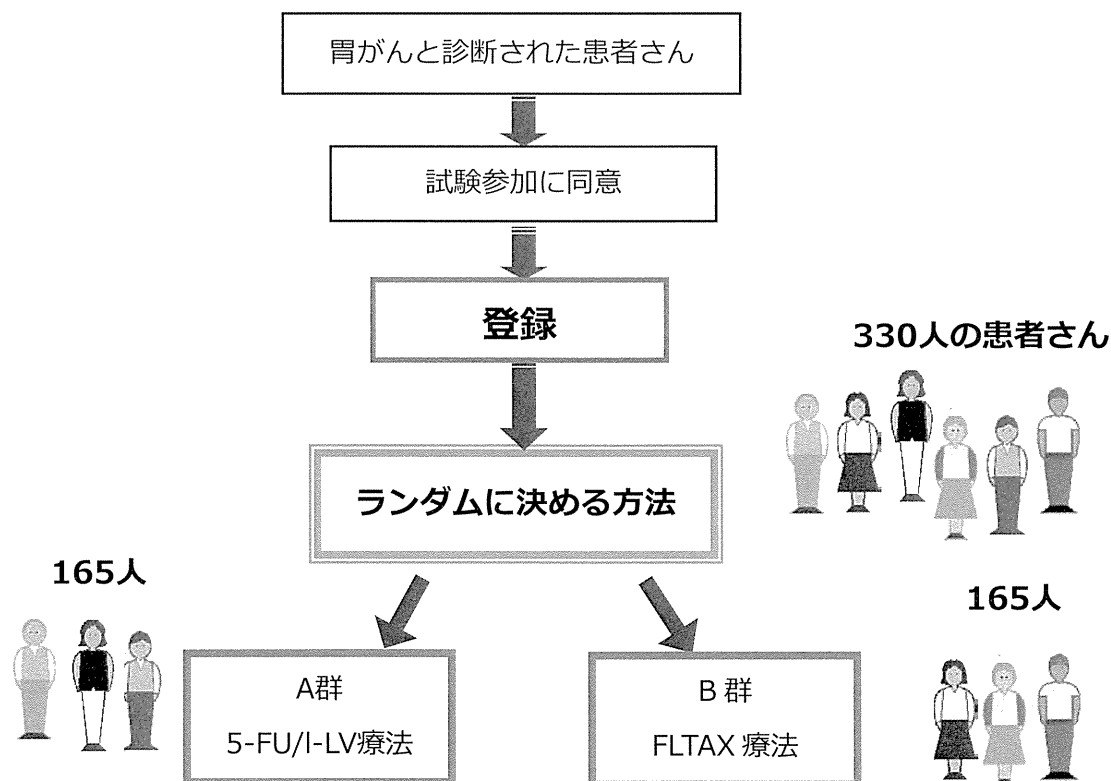 胃がんと診断された患者さん
試験参加に同意
登録
330人の患者さん
ランダムに決める方法
165人
165人
A群
5-FU/l-LV療法
B 群
FLTAX 療法